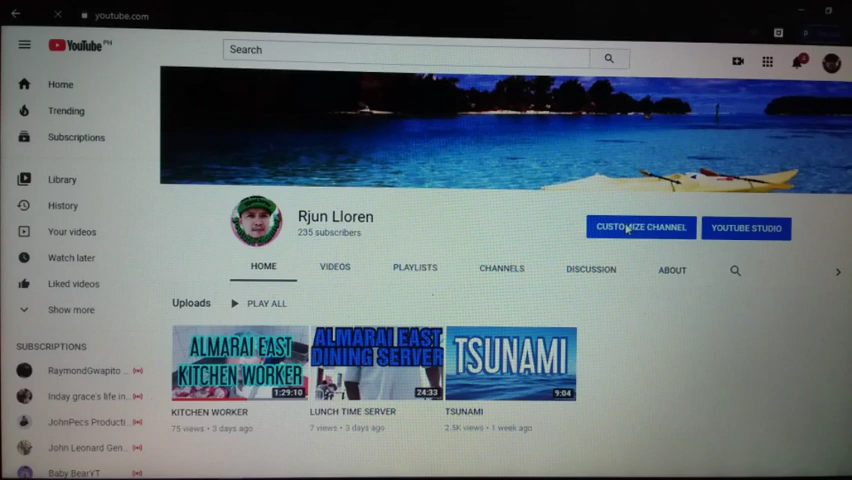 youtube.com
YouTube PH
Search
Home
Trending
Subscriptions
Library
History
Your videos
Watch later
Liked videos
Show more
SUBSCRIPTIONS
RaymondGwapito ...
Inday grace's life in...
JohnPecs Producti...
John Leonard Gen...
Baby BearYT
Rjun Lloren
235 subscribers
CUSTOMIZE CHANNEL
YOUTUBE STUDIO
HOME VIDEOS PLAYLISTS CHANNELS DISCUSSION ABOUT
Uploads PLAY ALL
ALMARAI EAST
KITCHEN WORKER
1:29:10
ALMARAI EAST
DINING SERVER
24:33
TSUNAMI
9:04
KITCHEN WORKER
75 views • 3 days ago
LUNCH TIME SERVER
7 views • 3 days ago
TSUNAMI
2.5K views • 1 week ago